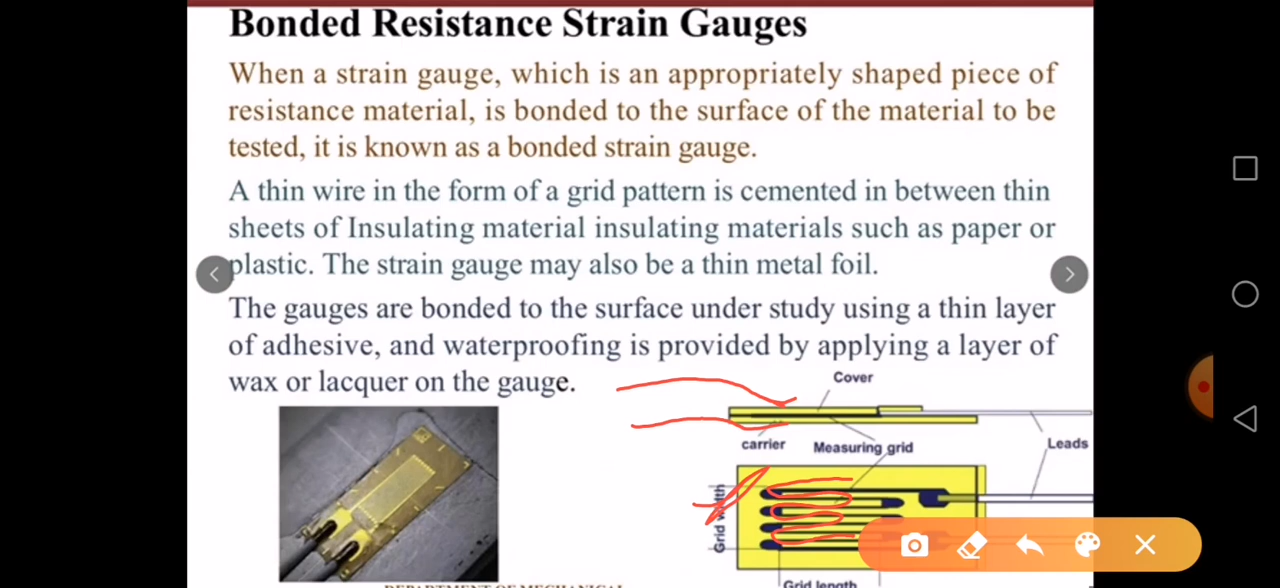 Bonded Resistance Strain Gauges
When a strain gauge, which is an appropriately shaped piece of
resistance material, is bonded to the surface of the material to be
tested, it is known as a bonded strain gauge.
A thin wire in the form of a grid pattern is cemented in between thin
sheets of Insulating material insulating materials such as paper or
plastic. The strain gauge may also be a thin metal foil.
The gauges are bonded to the surface under study using a thin layer
of adhesive, and waterproofing is provided by applying a layer of
wax or lacquer on the gauge.
Cover
carrier
Measuring grid
Leads
Grid width
Grid length
DEPARTMENT OF MECHANICAL